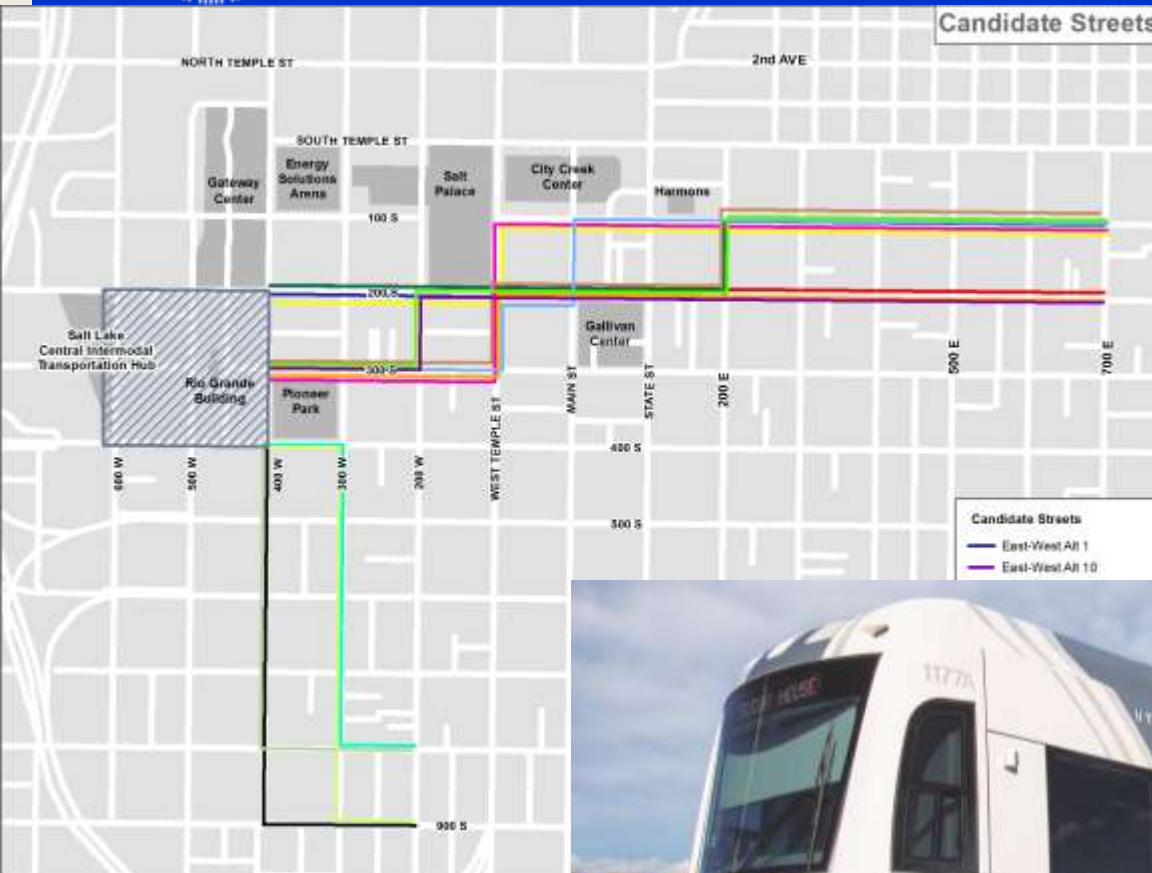 Candidate Streets
NORTH TEMPLE ST
2nd AVE
SOUTH TEMPLE ST
Gateway
Center
Energy
Solutions
Arena
Salt
Palace
City Creek
Center
Harmons
100 S
200 S
Salt Lake
Central Intermodal
Transportation Hub
Rio Grande
Building
300 S
Pioneer
Park
Gallivan
Center
WEST TEMPLE ST
MAIN ST
STATE ST
200 E
500 E
700 E
400 S
600 W
500 W
400 W
300 W
200 W
500 S
900 S
Candidate Streets
East-West Alt 1
East-West Alt 10
1177A